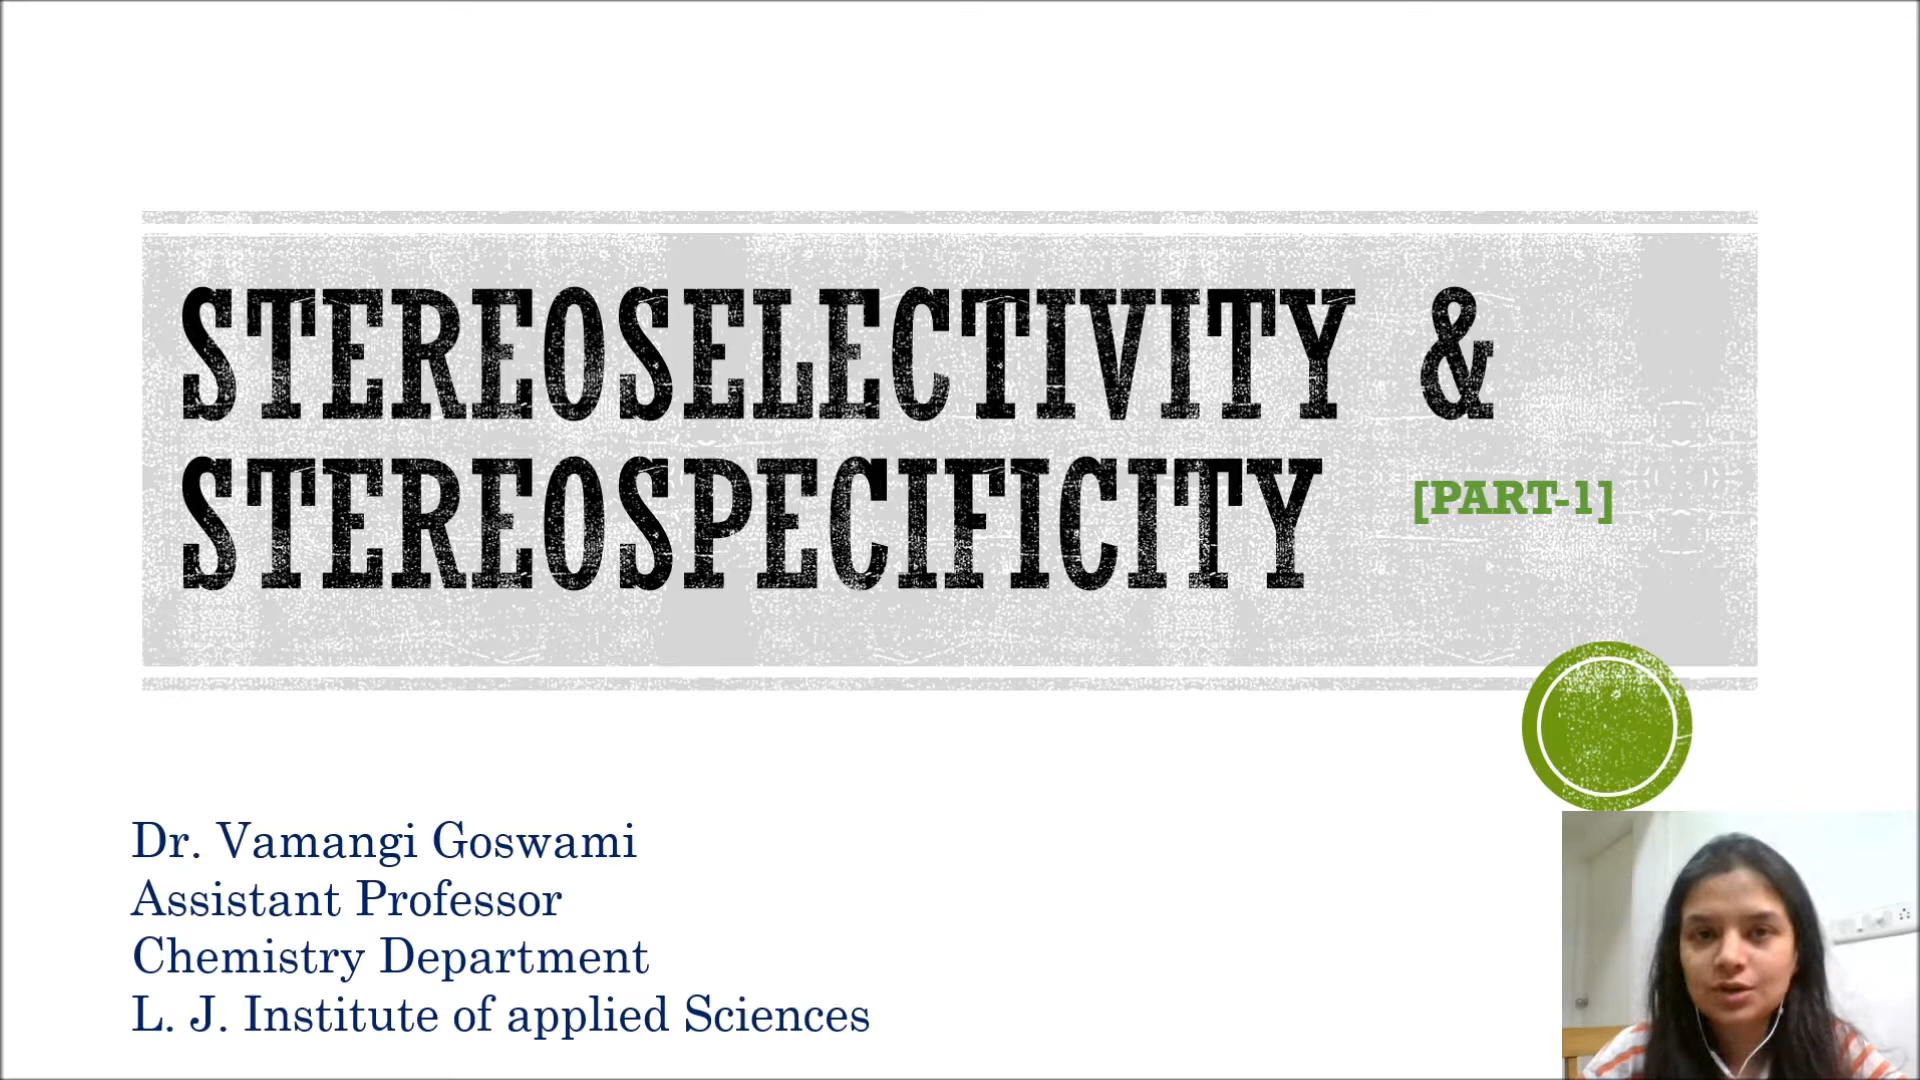 STEREOSELECTIVITY &
STEREOSPECIFICITY [PART-1]
Dr. Vamangi Goswami
Assistant Professor
Chemistry Department
L. J. Institute of applied Sciences